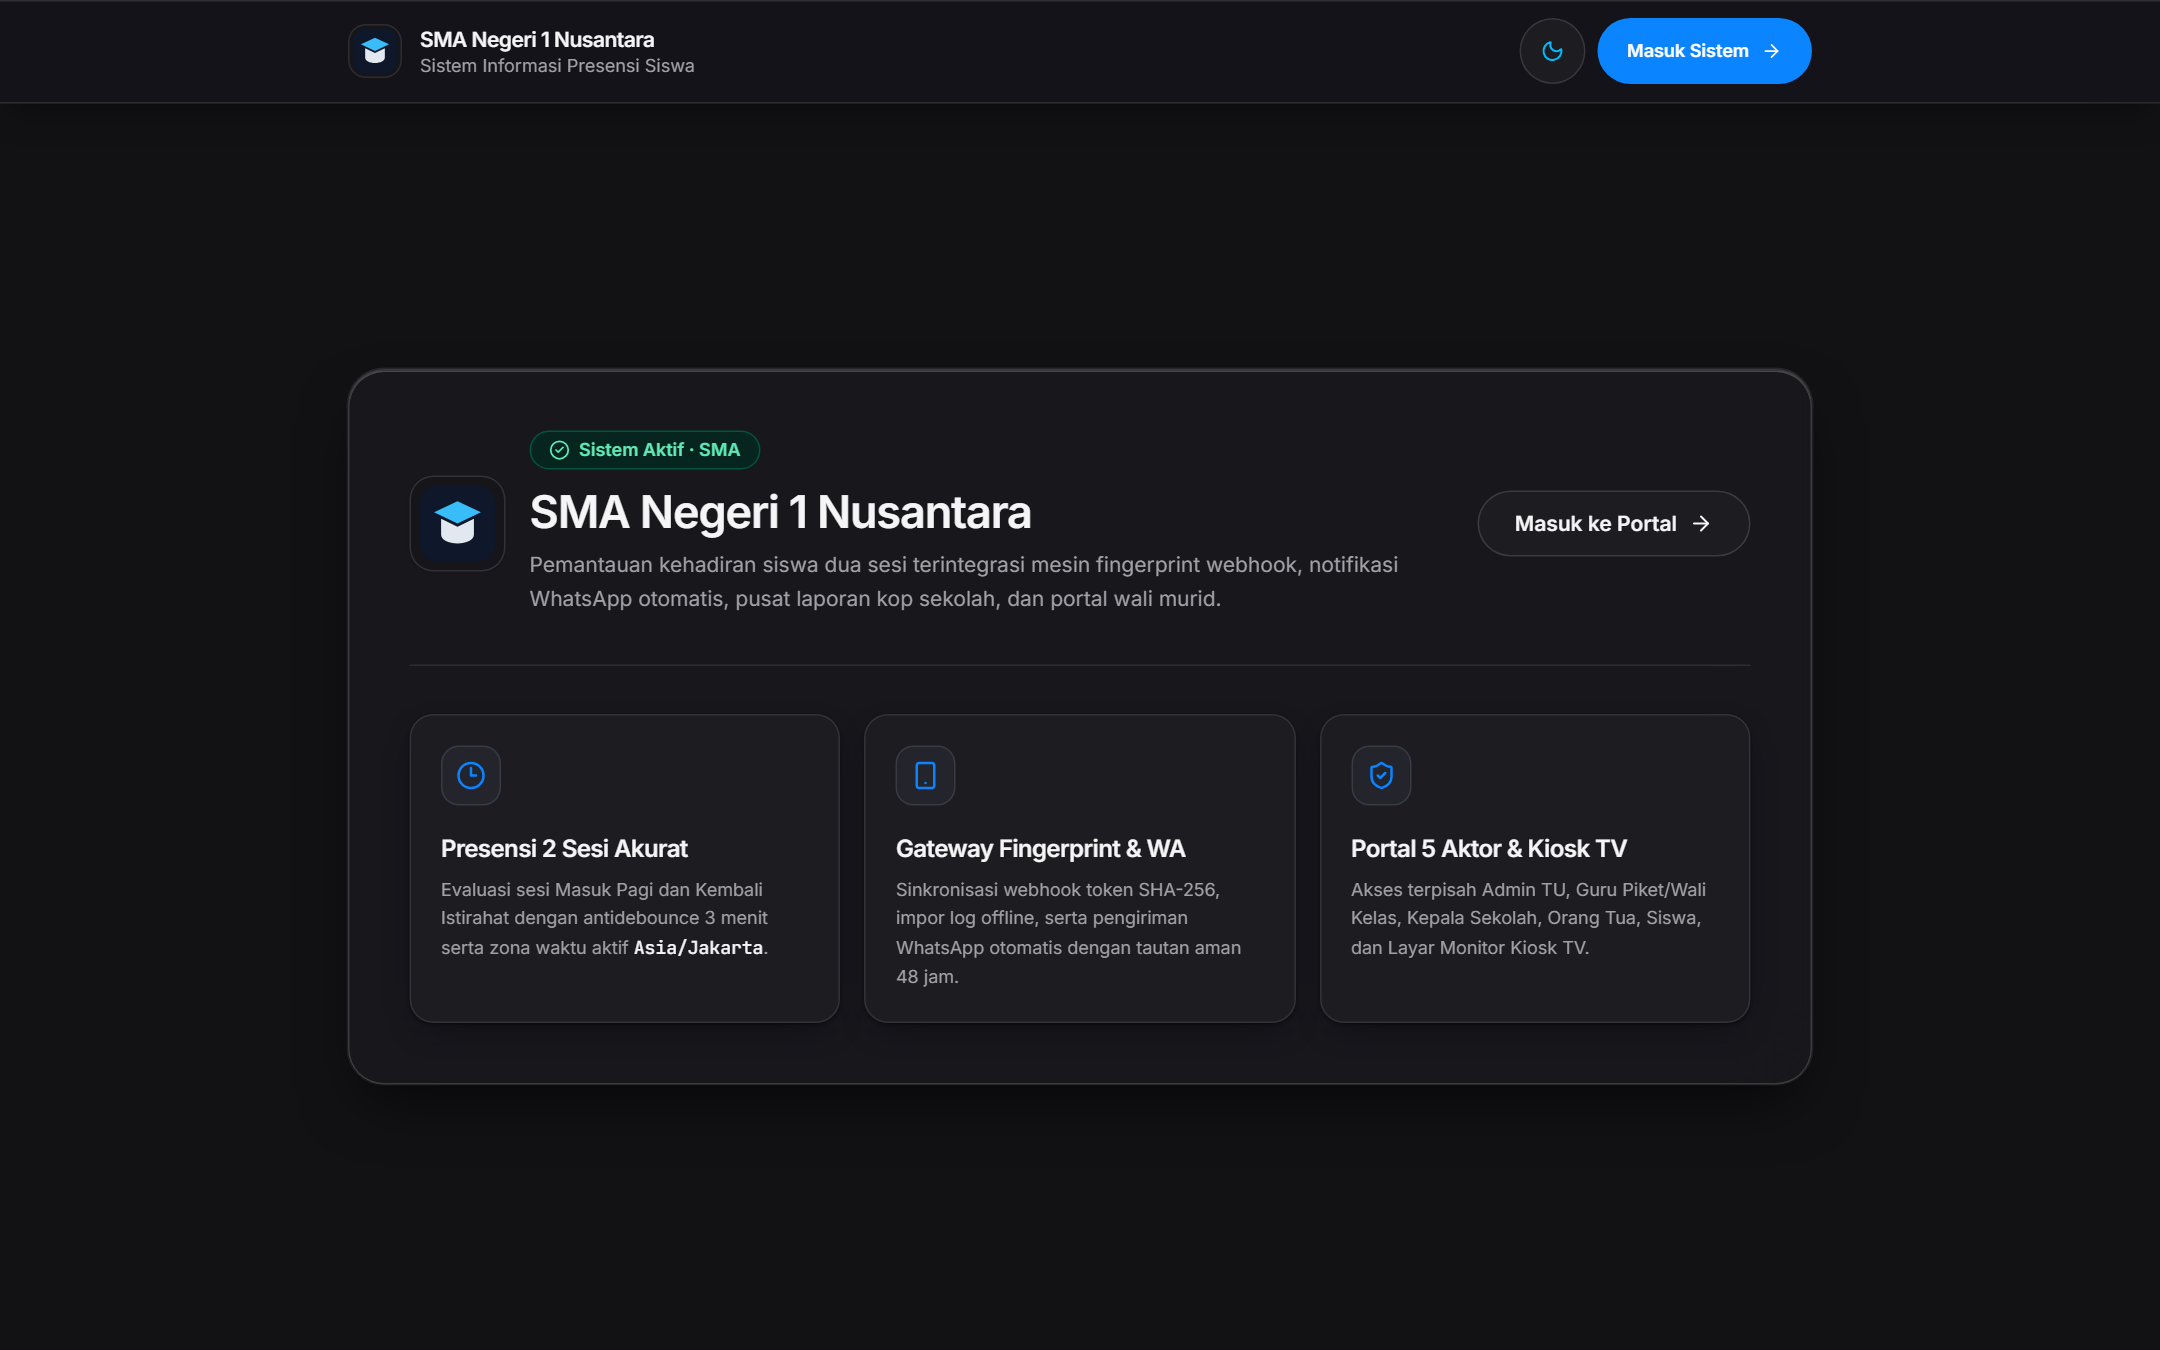 SMA Negeri 1 Nusantara
Sistem Informasi Presensi Siswa
Masuk Sistem
Sistem Aktif · SMA
SMA Negeri 1 Nusantara
Pemantauan kehadiran siswa dua sesi terintegrasi mesin fingerprint webhook, notifikasi
WhatsApp otomatis, pusat laporan kop sekolah, dan portal wali murid.
Masuk ke Portal
Presensi 2 Sesi Akurat
Evaluasi sesi Masuk Pagi dan Kembali
Istirahat dengan antidebounce 3 menit
serta zona waktu aktif Asia/Jakarta.
Gateway Fingerprint & WA
Sinkronisasi webhook token SHA-256,
impor log offline, serta pengiriman
WhatsApp otomatis dengan tautan aman
48 jam.
Portal 5 Aktor & Kiosk TV
Akses terpisah Admin TU, Guru Piket/Wali
Kelas, Kepala Sekolah, Orang Tua, Siswa,
dan Layar Monitor Kiosk TV.